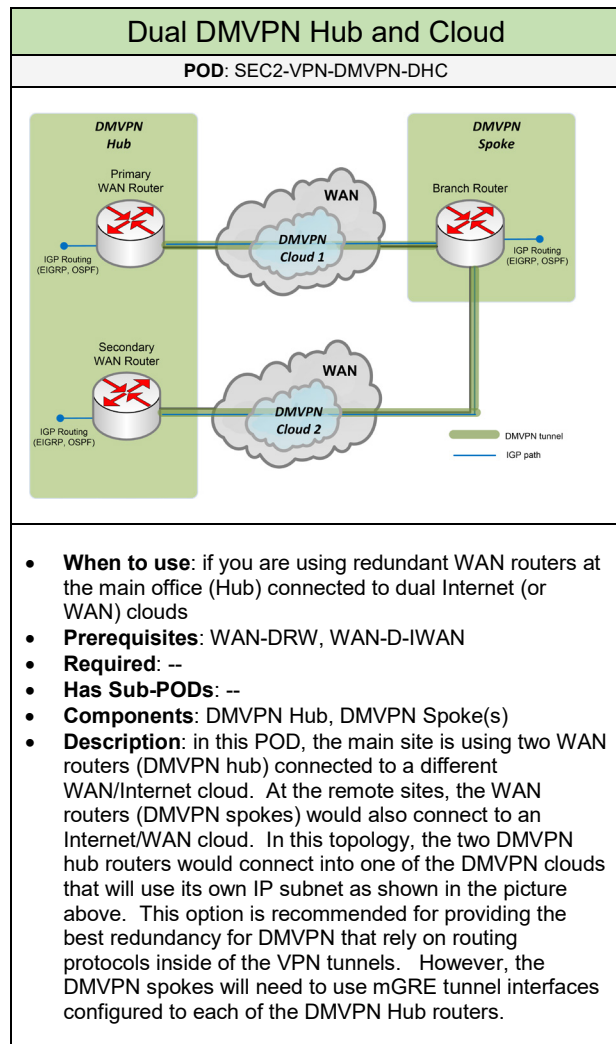 Dual DMVPN Hub and Cloud
POD: SEC2-VPN-DMVPN-DHC
DMVPN
Hub
DMVPN
Spoke
Primary
WAN Router
WAN
Branch Router
DMVPN
Cloud 1
IGP Routing
(EIGRP, OSPF)
IGP Routing
(EIGRP, OSPF)
Secondary
WAN Router
WAN
DMVPN
Cloud 2
IGP Routing
(EIGRP, OSPF)
DMVPN tunnel
IGP path
• When to use: if you are using redundant WAN routers at
the main office (Hub) connected to dual Internet (or
WAN) clouds
• Prerequisites: WAN-DRW, WAN-D-IWAN
• Required: --
• Has Sub-PODs: --
• Components: DMVPN Hub, DMVPN Spoke(s)
• Description: in this POD, the main site is using two WAN
routers (DMVPN hub) connected to a different
WAN/Internet cloud. At the remote sites, the WAN
routers (DMVPN spokes) would also connect to an
Internet/WAN cloud. In this topology, the two DMVPN
hub routers would connect into one of the DMVPN clouds
that will use its own IP subnet as shown in the picture
above. This option is recommended for providing the
best redundancy for DMVPN that rely on routing
protocols inside of the VPN tunnels. However, the
DMVPN spokes will need to use mGRE tunnel interfaces
configured to each of the DMVPN Hub routers.